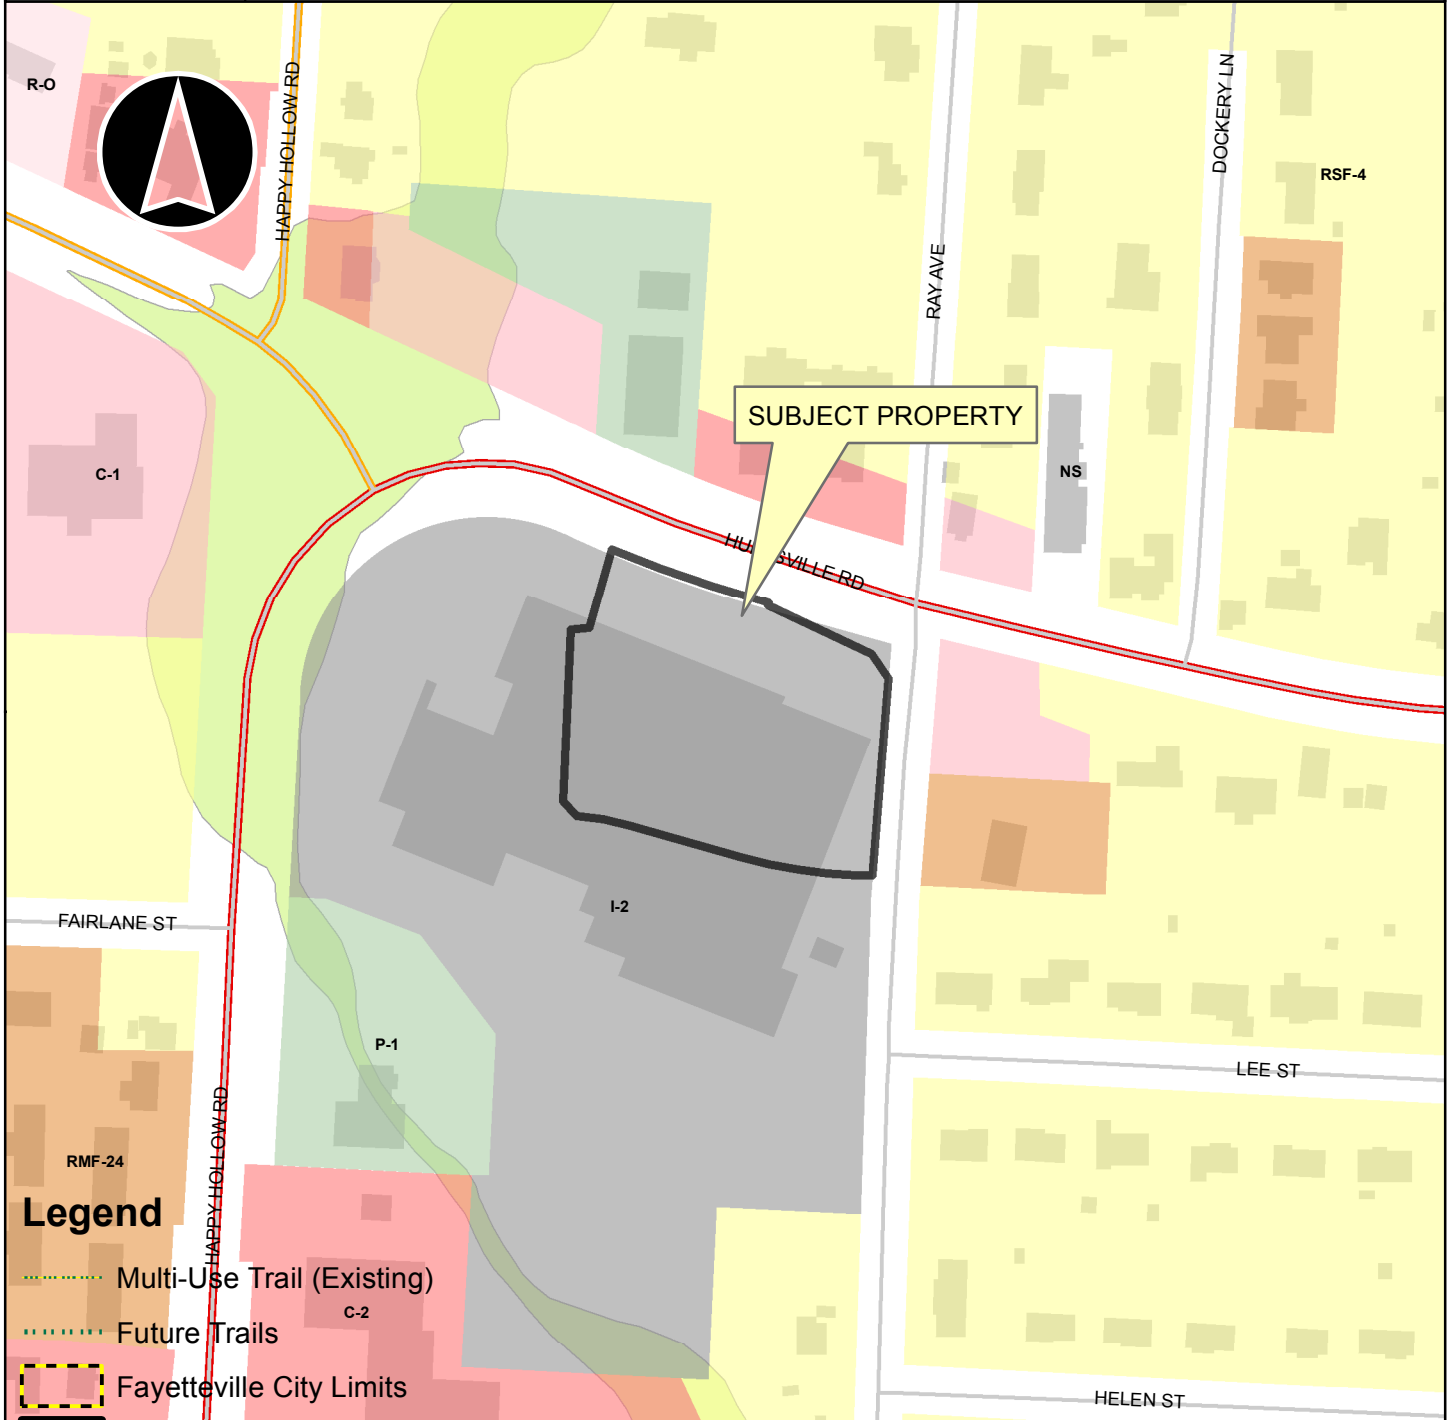 R-O
HAPPY HOLLOW RD
DOCKERY LN
RSF-4
RAY AVE
SUBJECT PROPERTY
C-1
NS
I-2
FAIRLANE ST
P-1
LEE ST
RMF-24
HAPPY HOLLOW RD
Legend
Multi-Use Trail (Existing)
C-2
Future Trails
Fayetteville City Limits
HELEN ST